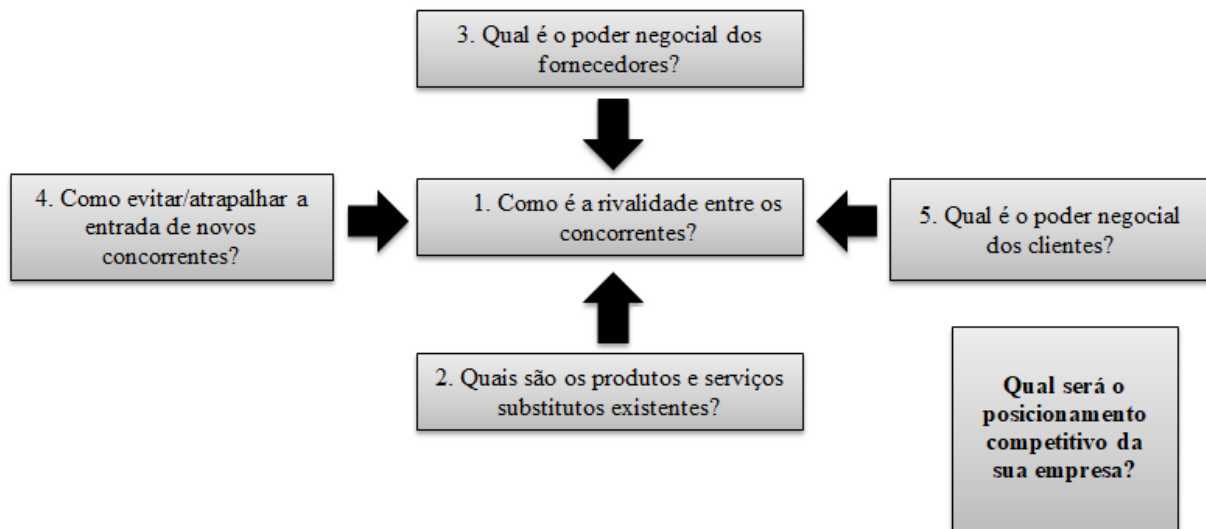 3. Qual é o poder negocial dos
fornecedores?
4. Como evitar/atrapalhar a
entrada de novos
concorrentes?
1. Como é a rivalidade entre os
concorrentes?
5. Qual é o poder negocial
dos clientes?
2. Quais são os produtos e serviços
substitutos existentes?
Qual será o
posicionamento
competitivo da
sua empresa?